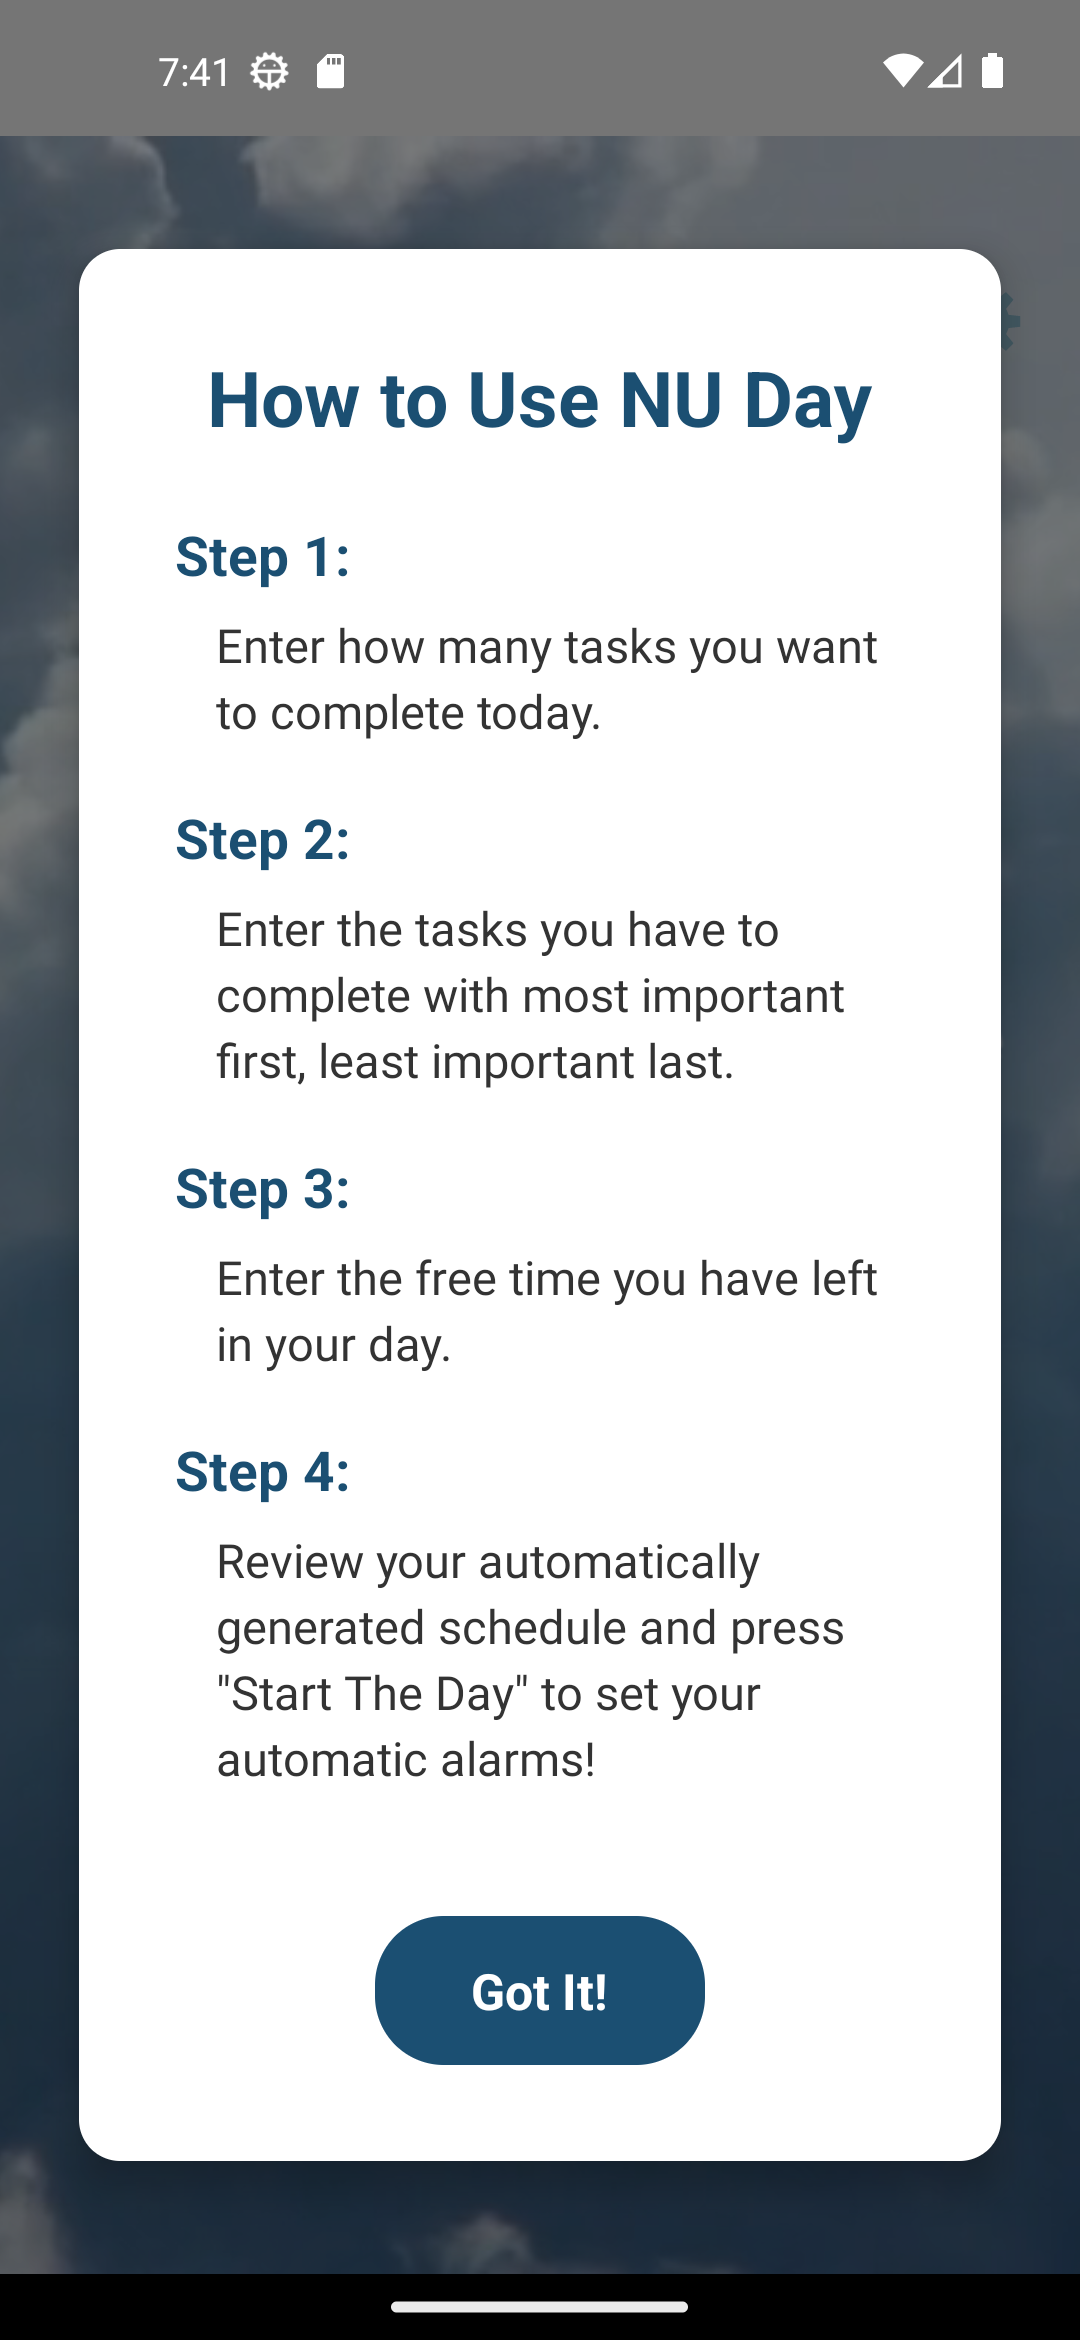 7:41
How to Use NU Day
Step 1:
Enter how many tasks you want
to complete today.
Step 2:
Enter the tasks you have to
complete with most important
first, least important last.
Step 3:
Enter the free time you have left
in your day.
Step 4:
Review your automatically
generated schedule and press
"Start The Day" to set your
automatic alarms!
Got It!